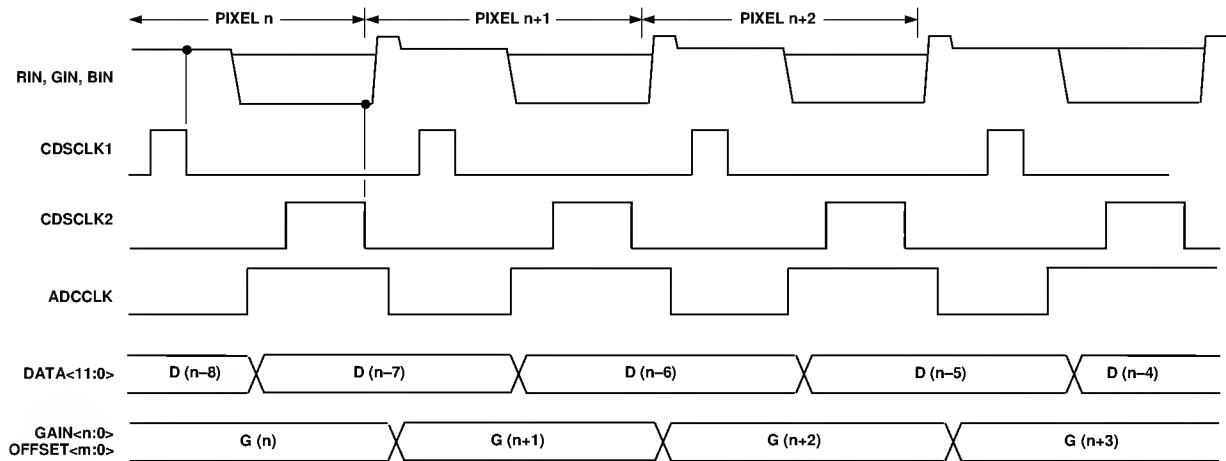 PIXEL n PIXEL n+1 PIXEL n+2
RIN, GIN, BIN
CDSCLK1
CDSCLK2
ADCCLK
DATA<11:0> D (n–8) D (n–7) D (n–6) D (n–5) D (n–4)
GAIN<n:0>
OFFSET<m:0> G (n) G (n+1) G (n+2) G (n+3)